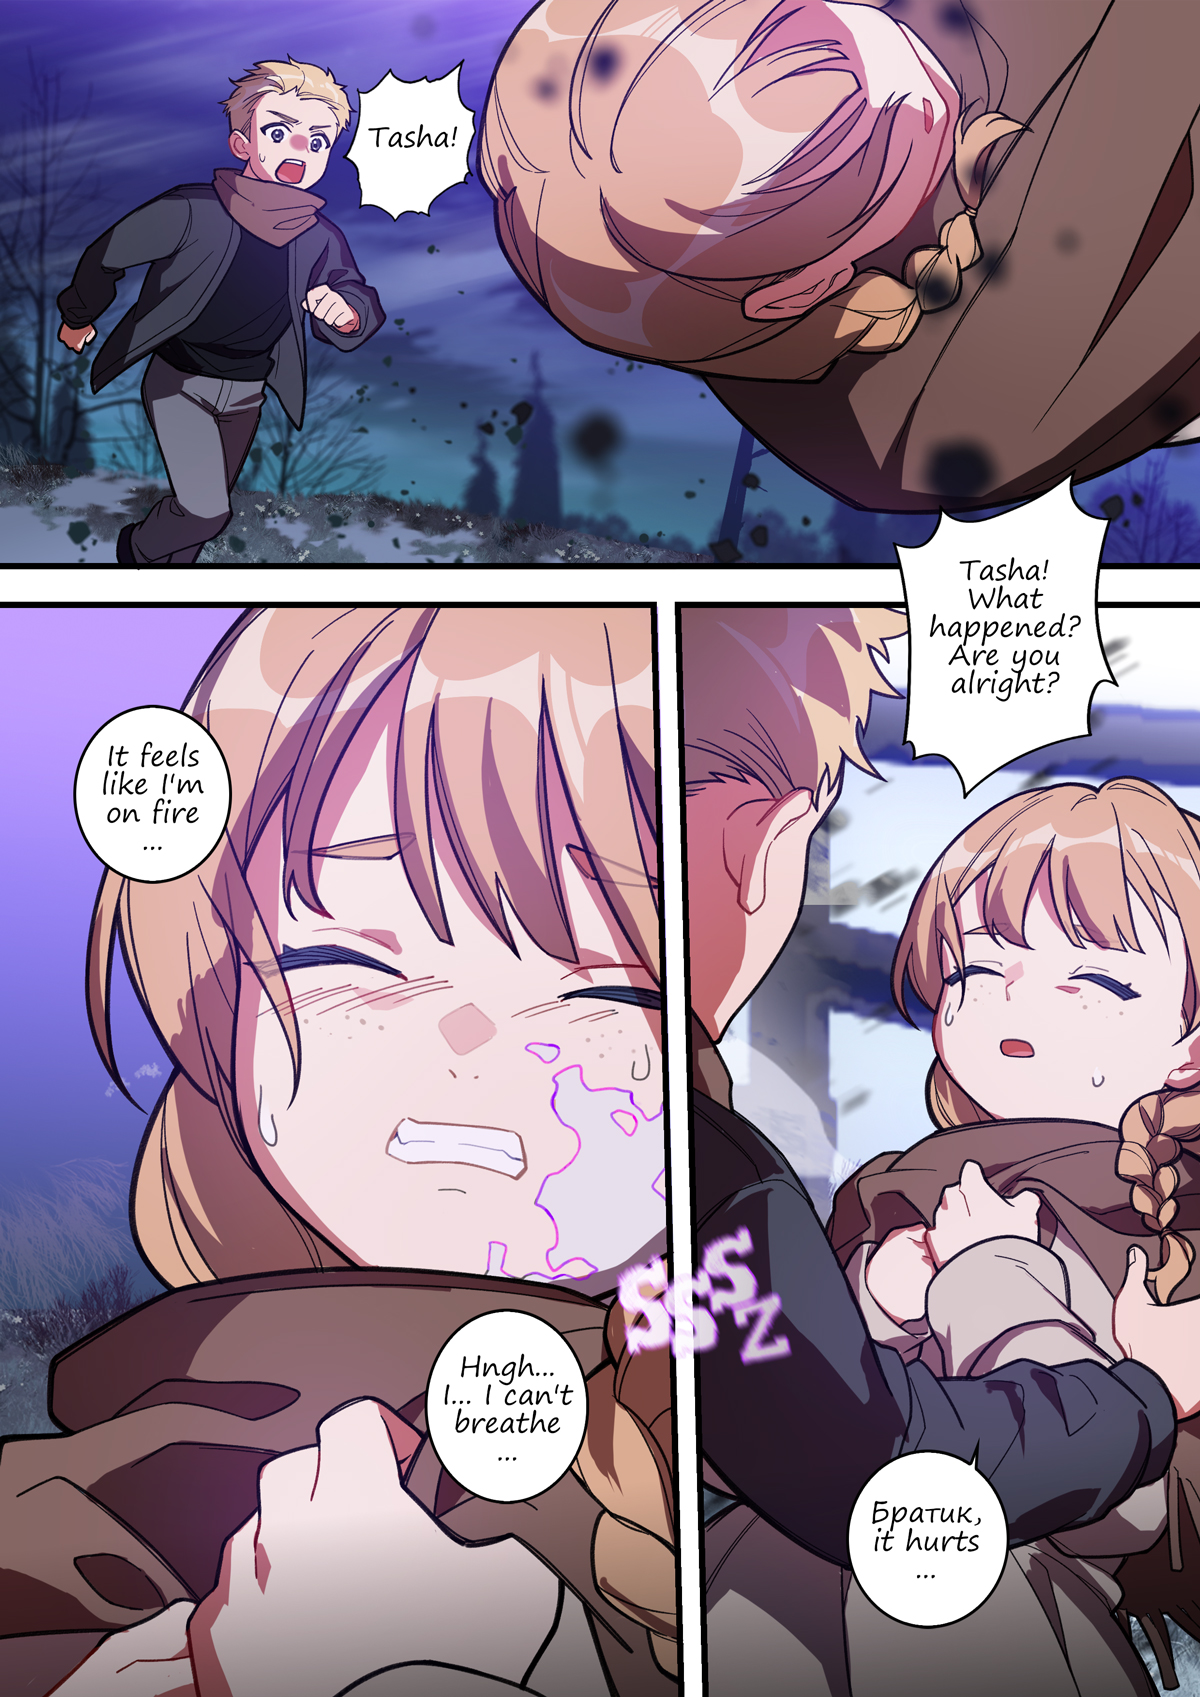 Tasha!
Tasha!
What
happened?
Are you
alright?
Братик,
it hurts
...
It feels
like I'm
on fire
...
Hngh...
I... I can't
breathe
...
SSSZ